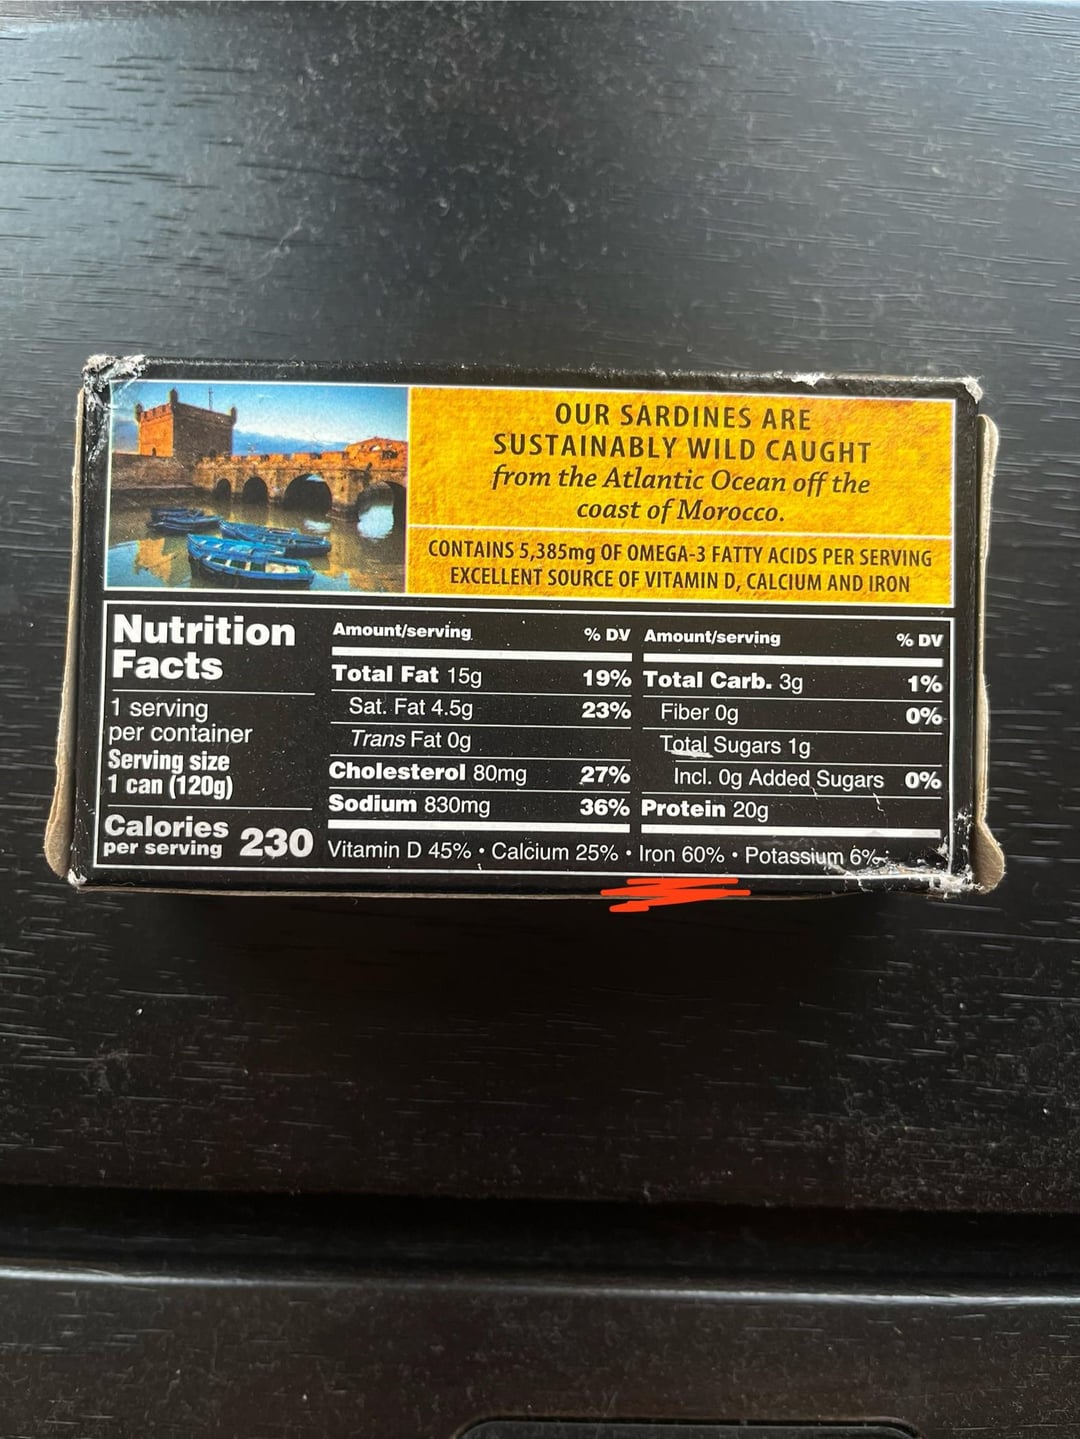 OUR SARDINES ARE
SUSTAINABLY WILD CAUGHT
from the Atlantic Ocean off the
coast of Morocco.
CONTAINS 5,385mg OF OMEGA-3 FATTY ACIDS PER SERVING
EXCELLENT SOURCE OF VITAMIN D, CALCIUM AND IRON
Nutrition
Facts
1 serving
per container
Serving size
1 can (120g)
Calories
per serving 230
Amount/serving % DV
Total Fat 15g 19%
Sat. Fat 4.5g 23%
Trans Fat 0g
Cholesterol 80mg 27%
Sodium 830mg 36%
Amount/serving % DV
Total Carb. 3g 1%
Fiber 0g 0%
Total Sugars 1g
Incl. 0g Added Sugars 0%
Protein 20g
Vitamin D 45% • Calcium 25% • Iron 60% • Potassium 6%